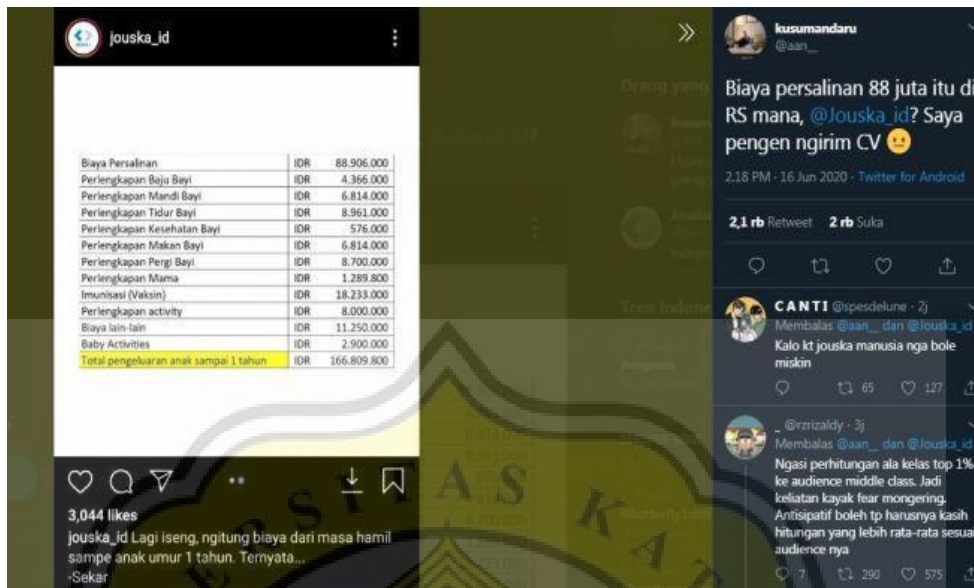 jouska_id
Biaya Persalinan IDR 88.906.000
Perlengkapan Baju Bayi IDR 4.366.000
Perlengkapan Mandi Bayi IDR 6.814.000
Perlengkapan Tidur Bayi IDR 8.961.000
Perlengkapan Kesehatan Bayi IDR 576.000
Perlengkapan Makan Bayi IDR 6.814.000
Perlengkapan Pergi Bayi IDR 8.700.000
Perlengkapan Mama IDR 1.289.800
Imunisasi (Vaksin) IDR 18.233.000
Perlengkapan activity IDR 8.000.000
Biaya lain-lain IDR 11.250.000
Baby Activities IDR 2.900.000
Total pengeluaran anak sampai 1 tahun IDR 166.809.800
3,044 likes
jouska_id Lagi iseng, ngitung biaya dari masa hamil
sampe anak umur 1 tahun. Ternyata...
-Sekar
Orang yang
Tren Indone
kusumandaru
@aan__
Biaya persalinan 88 juta itu di
RS mana, @Jouska_id? Saya
pengen ngirim CV
2.18 PM · 16 Jun 2020 · Twitter for Android
2,1 rb Retweet 2 rb Suka
CANTI @spesdelune · 2j
Membalas @aan__ dan @Jouska_id
Kalo kt jouska manusia nga bole
miskin
65 127
_ @rzrizaldy · 3j
Membalas @aan__ dan @Jouska_id
Ngasi perhitungan ala kelas top 1%
ke audience middle class. Jadi
keliatan kayak fear mongering.
Antisipatif boleh tp harusnya kasih
hitungan yang lebih rata-rata sesuai
audience nya
7 290 575